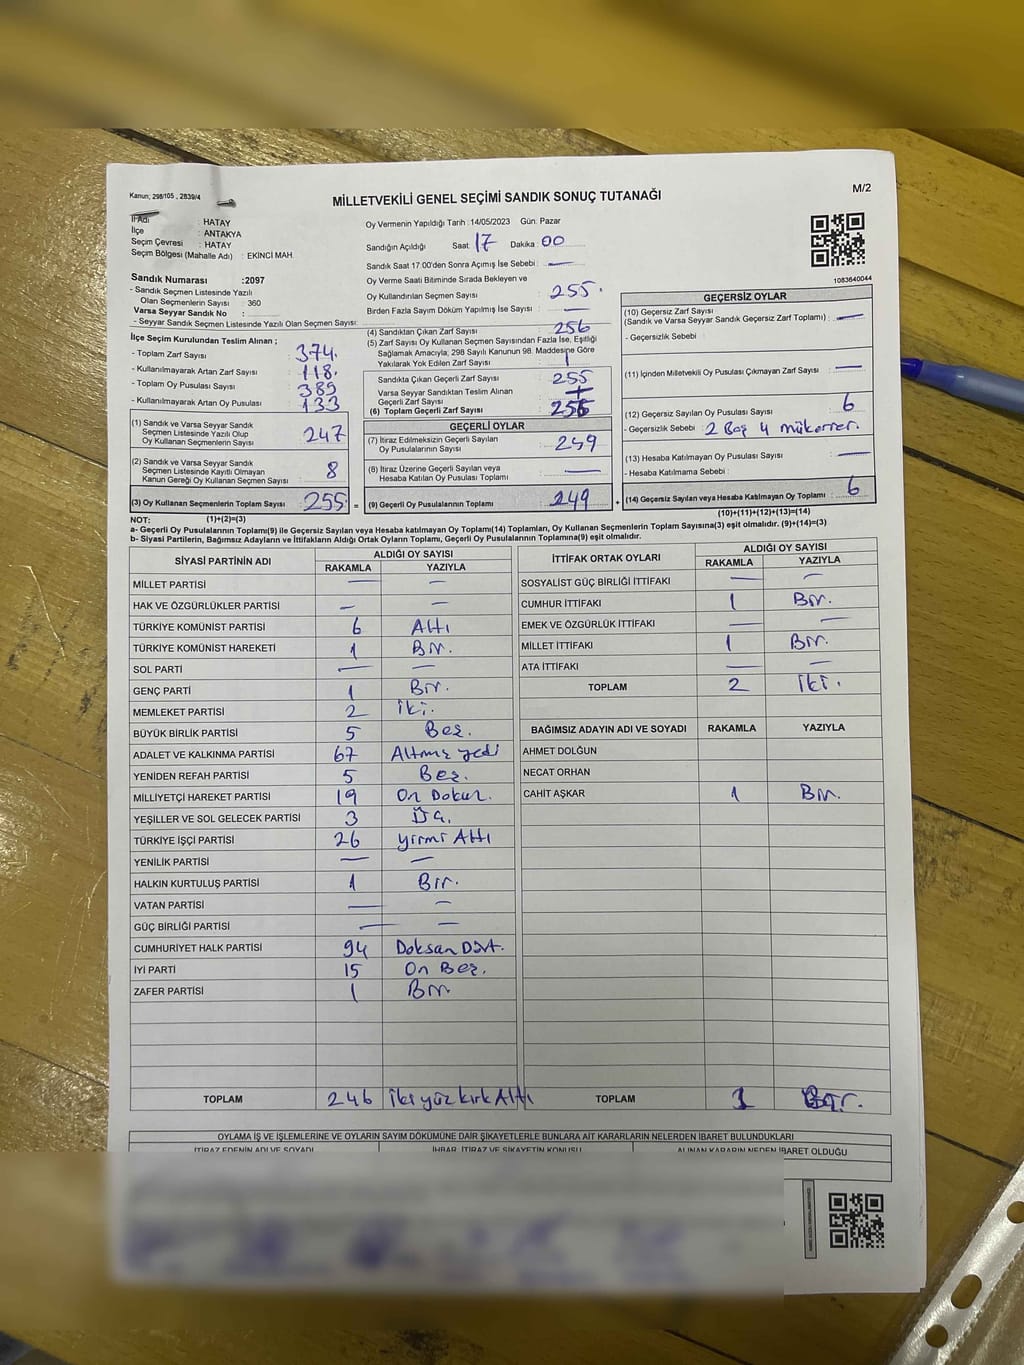 Kanun; 298/105 , 2839/4
MİLLETVEKİLİ GENEL SEÇİMİ SANDIK SONUÇ TUTANAĞI
M/2
İl Adı : HATAY
İlçe : ANTAKYA
Seçim Çevresi : HATAY
Seçim Bölgesi (Mahalle Adı) : EKİNCİ MAH.
Oy Vermenin Yapıldığı Tarih : 14/05/2023 Gün: Pazar
Sandığın Açıldığı Saat 17 Dakika : 00
Sandık Saat 17.00'den Sonra Açımış İse Sebebi : —
Sandık Numarası :2097
- Sandık Seçmen Listesinde Yazılı
Olan Seçmenlerin Sayısı : 360
Varsa Seyyar Sandık No :
- Seyyar Sandık Seçmen Listesinde Yazılı Olan Seçmen Sayısı:
Oy Verme Saati Bitiminde Sırada Bekleyen ve
Oy Kullandırılan Seçmen Sayısı : 255.
Birden Fazla Sayım Döküm Yapılmış İse Sayısı : —
1083640044
İlçe Seçim Kurulundan Teslim Alınan ;
- Toplam Zarf Sayısı : 374.
- Kullanılmayarak Artan Zarf Sayısı : 118.
- Toplam Oy Pusulası Sayısı : 389
- Kullanılmayarak Artan Oy Pusulası : 133
(4) Sandıktan Çıkan Zarf Sayısı : 256
(5) Zarf Sayısı Oy Kullanan Seçmen Sayısından Fazla İse, Eşitliği
Sağlamak Amacıyla; 298 Sayılı Kanunun 98. Maddesine Göre
Yakılarak Yok Edilen Zarf Sayısı : 1
Sandıkta Çıkan Geçerli Zarf Sayısı : 255
Varsa Seyyar Sandıktan Teslim Alınan
Geçerli Zarf Sayısı :
(6) Toplam Geçerli Zarf Sayısı : 255
GEÇERSİZ OYLAR
(10) Geçersiz Zarf Sayısı
(Sandık ve Varsa Seyyar Sandık Geçersiz Zarf Toplamı) : —
- Geçersizlik Sebebi :
(11) İçinden Milletvekili Oy Pusulası Çıkmayan Zarf Sayısı : —
(12) Geçersiz Sayılan Oy Pusulası Sayısı : 6
- Geçersizlik Sebebi : 2 Boş 4 mükerrer.
(13) Hesaba Katılmayan Oy Pusulası Sayısı : —
- Hesaba Katılmama Sebebi :
(14) Geçersiz Sayılan veya Hesaba Katılmayan Oy Toplamı : 6
(10)+(11)+(12)+(13)=(14)
(1) Sandık ve Varsa Seyyar Sandık
Seçmen Listesinde Yazılı Olup
Oy Kullanan Seçmenlerin Sayısı : 247
(2) Sandık ve Varsa Seyyar Sandık
Seçmen Listesinde Kayıtlı Olmayan
Kanun Gereği Oy Kullanan Seçmen Sayısı : 8
(3) Oy Kullanan Seçmenlerin Toplam Sayısı : 255 =
(1)+(2)=(3)
GEÇERLİ OYLAR
(7) İtiraz Edilmeksizin Geçerli Sayılan
Oy Pusulalarının Sayısı : 249
(8) İtiraz Üzerine Geçerli Sayılan veya
Hesaba Katılan Oy Pusulası Toplamı : —
(9) Geçerli Oy Pusulalarının Toplamı : 249 +
NOT:
a- Geçerli Oy Pusulalarının Toplamı(9) ile Geçersiz Sayılan veya Hesaba katılmayan Oy Toplamı(14) Toplamları, Oy Kullanan Seçmenlerin Toplam Sayısına(3) eşit olmalıdır. (9)+(14)=(3)
b- Siyasi Partilerin, Bağımsız Adayların ve İttifakların Aldığı Ortak Oyların Toplamı, Geçerli Oy Pusulalarının Toplamına(9) eşit olmalıdır.
SİYASİ PARTİNİN ADI ALDIĞI OY SAYISI
RAKAMLA YAZIYLA
MİLLET PARTİSİ — —
HAK VE ÖZGÜRLÜKLER PARTİSİ — —
TÜRKİYE KOMÜNİST PARTİSİ 6 Altı
TÜRKİYE KOMÜNİST HAREKETİ 1 Bir.
SOL PARTİ — —
GENÇ PARTİ 1 Bir.
MEMLEKET PARTİSİ 2 iki.
BÜYÜK BİRLİK PARTİSİ 5 Beş.
ADALET VE KALKINMA PARTİSİ 67 Altmış yedi
YENİDEN REFAH PARTİSİ 5 Beş.
MİLLİYETÇİ HAREKET PARTİSİ 19 On Dokuz.
YEŞİLLER VE SOL GELECEK PARTİSİ 3 Üç.
TÜRKİYE İŞÇİ PARTİSİ 26 yirmi Altı
YENİLİK PARTİSİ — —
HALKIN KURTULUŞ PARTİSİ 1 Bir.
VATAN PARTİSİ — —
GÜÇ BİRLİĞİ PARTİSİ — —
CUMHURİYET HALK PARTİSİ 94 Doksan Dört.
İYİ PARTİ 15 On Beş.
ZAFER PARTİSİ 1 Bir.
TOPLAM 246 iki yüz kırk Altı
İTTİFAK ORTAK OYLARI ALDIĞI OY SAYISI
RAKAMLA YAZIYLA
SOSYALİST GÜÇ BİRLİĞİ İTTİFAKI — —
CUMHUR İTTİFAKI 1 Bir.
EMEK VE ÖZGÜRLÜK İTTİFAKI — —
MİLLET İTTİFAKI 1 Bir.
ATA İTTİFAKI — —
TOPLAM 2 iki.
BAĞIMSIZ ADAYIN ADI VE SOYADI RAKAMLA YAZIYLA
AHMET DOLĞUN
NECAT ORHAN
CAHİT AŞKAR 1 Bir.
TOPLAM 1 Bir.
OYLAMA İŞ VE İŞLEMLERİNE VE OYLARIN SAYIM DÖKÜMÜNE DAİR ŞİKAYETLERLE BUNLARA AİT KARARLARIN NELERDEN İBARET BULUNDUKLARI
İTİRAZ EDENİN ADI VE SOYADI İHBAR, İTİRAZ VE ŞİKAYETİN KONUSU ALINAN KARARIN NEDEN İBARET OLDUĞU